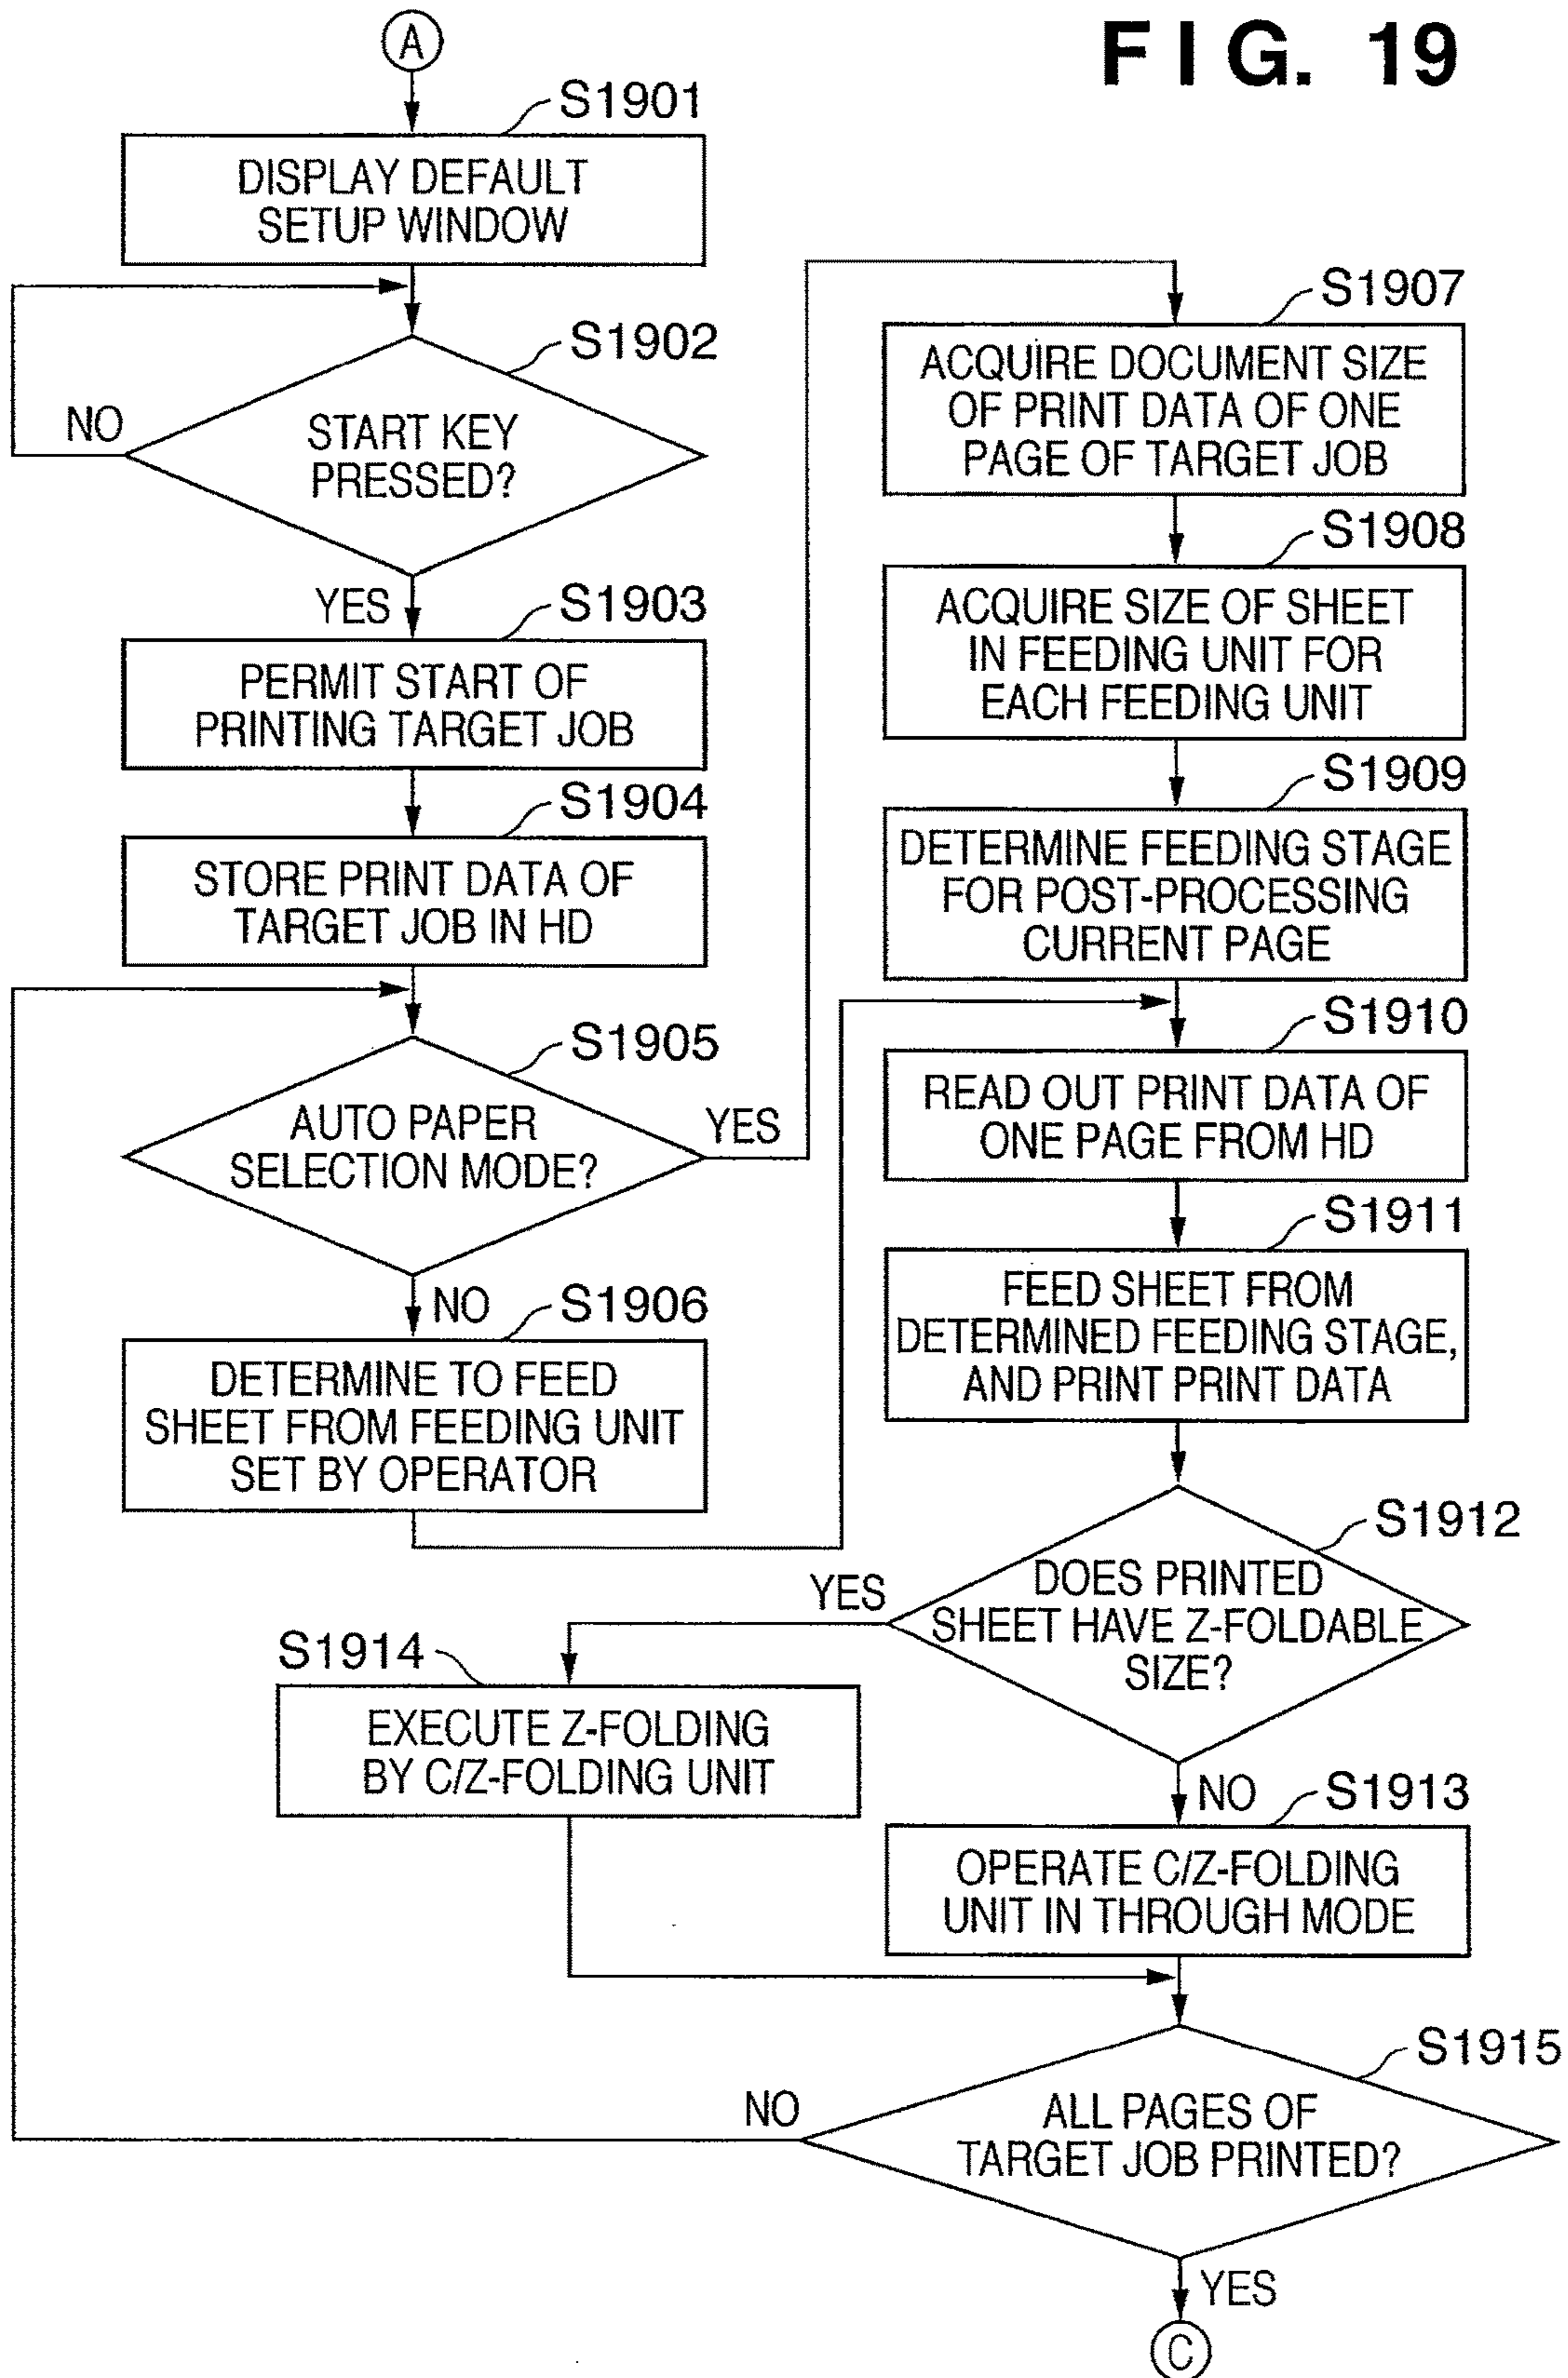 FIG. 19
A
S1901
DISPLAY DEFAULT
SETUP WINDOW
S1902
START KEY
PRESSED?
NO
YES
S1903
PERMIT START OF
PRINTING TARGET JOB
S1904
STORE PRINT DATA OF
TARGET JOB IN HD
S1905
AUTO PAPER
SELECTION MODE?
YES
NO
S1906
DETERMINE TO FEED
SHEET FROM FEEDING UNIT
SET BY OPERATOR
S1907
ACQUIRE DOCUMENT SIZE
OF PRINT DATA OF ONE
PAGE OF TARGET JOB
S1908
ACQUIRE SIZE OF SHEET
IN FEEDING UNIT FOR
EACH FEEDING UNIT
S1909
DETERMINE FEEDING STAGE
FOR POST-PROCESSING
CURRENT PAGE
S1910
READ OUT PRINT DATA OF
ONE PAGE FROM HD
S1911
FEED SHEET FROM
DETERMINED FEEDING STAGE,
AND PRINT PRINT DATA
S1912
DOES PRINTED
SHEET HAVE Z-FOLDABLE
SIZE?
YES
NO
S1914
EXECUTE Z-FOLDING
BY C/Z-FOLDING UNIT
S1913
OPERATE C/Z-FOLDING
UNIT IN THROUGH MODE
S1915
ALL PAGES OF
TARGET JOB PRINTED?
NO
YES
C